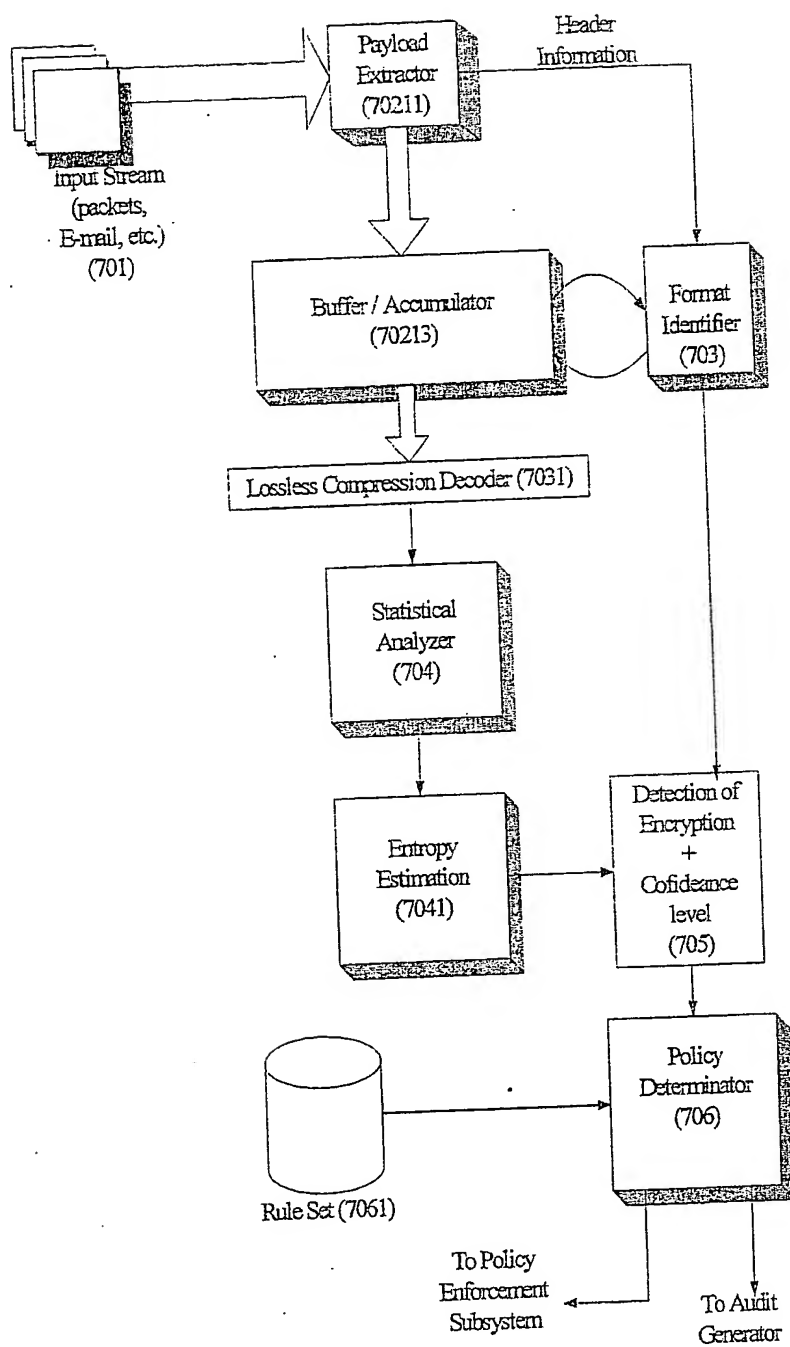 Payload
Extractor
(70211)
Header
Information
Input Stream
(packets,
E-mail, etc.)
(701)
Buffer / Accumulator
(70213)
Format
Identifier
(703)
Lossless Compression Decoder (7031)
Statistical
Analyzer
(704)
Entropy
Estimation
(7041)
Detection of
Encryption
+
Cofideance
level
(705)
Policy
Determinator
(706)
Rule Set (7061)
To Policy
Enforcement
Subsystem
To Audit
Generator